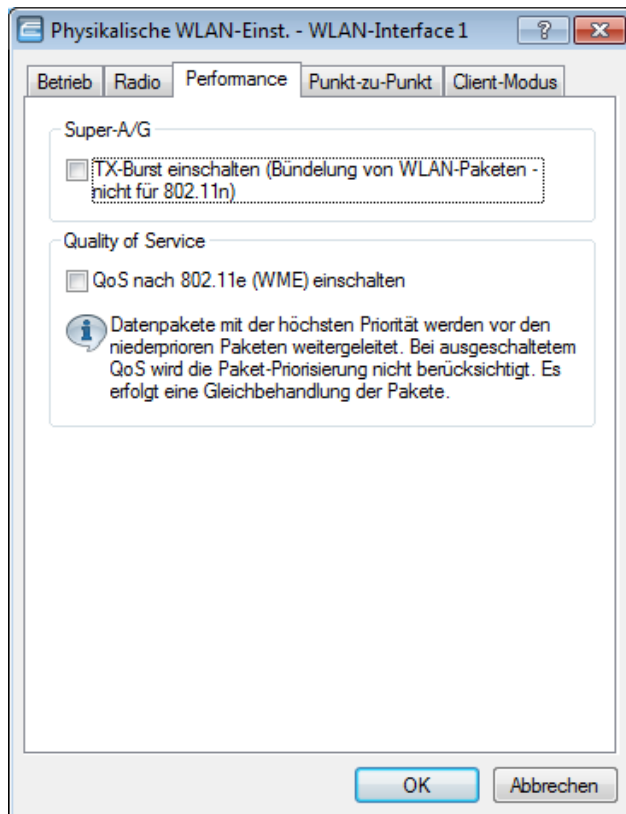 Physikalische WLAN-Einst. - WLAN-Interface 1
?
Betrieb
Radio
Performance
Punkt-zu-Punkt
Client-Modus
Super-A/G
TX-Burst einschalten (Bündelung von WLAN-Paketen -
nicht für 802.11n)
Quality of Service
QoS nach 802.11e (WME) einschalten
Datenpakete mit der höchsten Priorität werden vor den
niederprioren Paketen weitergeleitet. Bei ausgeschaltetem
QoS wird die Paket-Priorisierung nicht berücksichtigt. Es
erfolgt eine Gleichbehandlung der Pakete.
OK
Abbrechen